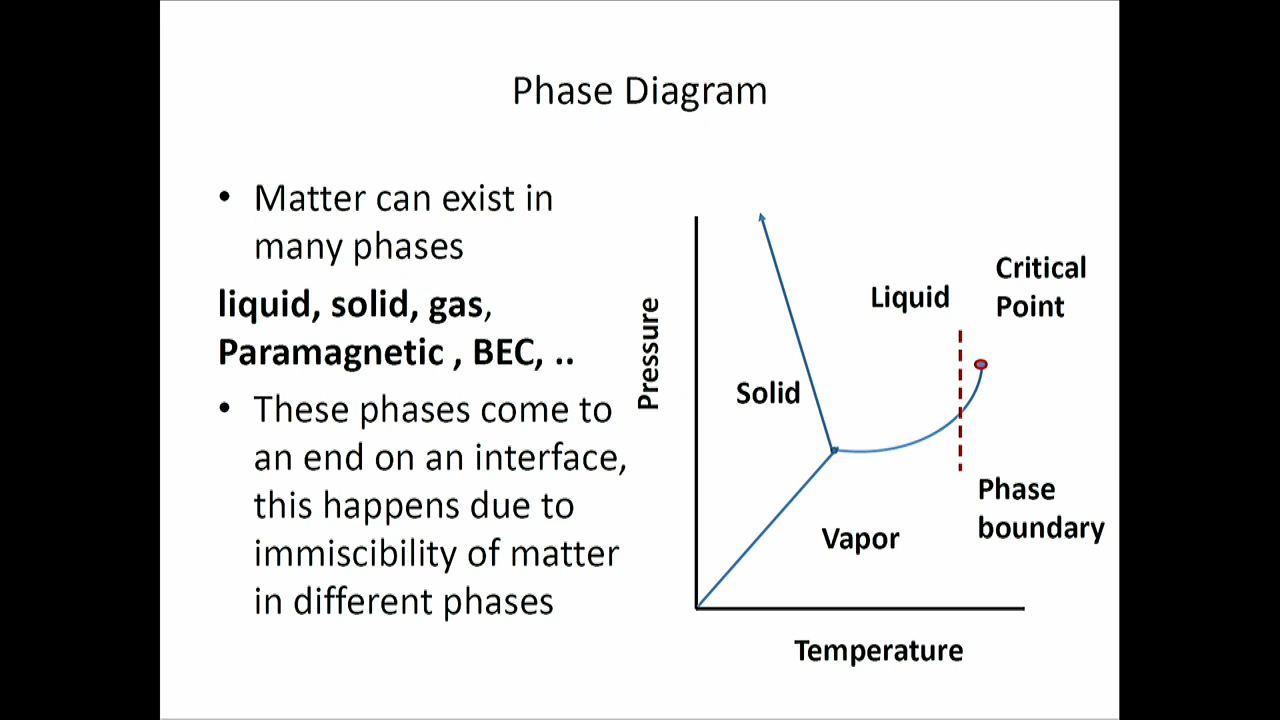 Phase Diagram
• Matter can exist in
many phases
liquid, solid, gas,
Paramagnetic , BEC, ..
• These phases come to
an end on an interface,
this happens due to
immiscibility of matter
in different phases
Pressure
Liquid
Critical
Point
Solid
Phase
boundary
Vapor
Temperature